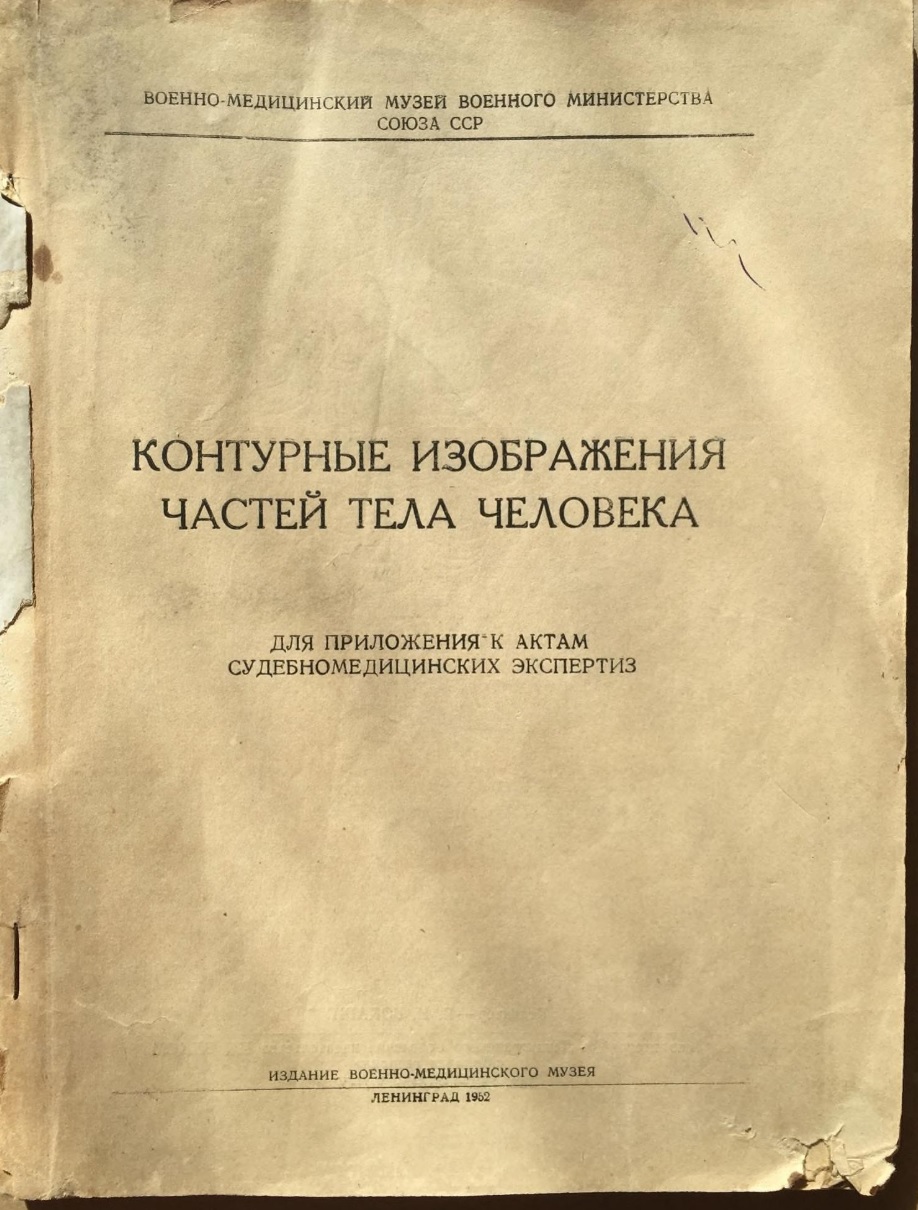 ВОЕННО-МЕДИЦИНСКИЙ МУЗЕЙ ВОЕННОГО МИНИСТЕРСТВА
СОЮЗА ССР
КОНТУРНЫЕ ИЗОБРАЖЕНИЯ
ЧАСТЕЙ ТЕЛА ЧЕЛОВЕКА
ДЛЯ ПРИЛОЖЕНИЯ К АКТАМ
СУДЕБНОМЕДИЦИНСКИХ ЭКСПЕРТИЗ
ИЗДАНИЕ ВОЕННО-МЕДИЦИНСКОГО МУЗЕЯ
ЛЕНИНГРАД 1952